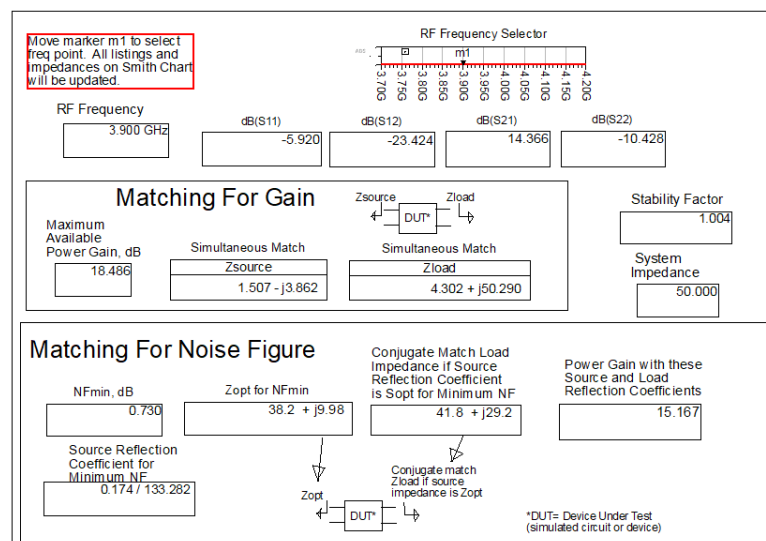 Move marker m1 to select
freq point. All listings and
impedances on Smith Chart
will be updated.
RF Frequency Selector
m1
3.70G
3.75G
3.80G
3.85G
3.90G
3.95G
4.00G
4.05G
4.10G
4.15G
4.20G
RF Frequency
3.900 GHz
dB(S11)
-5.920
dB(S12)
-23.424
dB(S21)
14.366
dB(S22)
-10.428
Matching For Gain
Zsource
Zload
DUT*
Maximum
Available
Power Gain, dB
18.486
Simultaneous Match
Zsource
1.507 - j3.862
Simultaneous Match
Zload
4.302 + j50.290
Stability Factor
1.004
System
Impedance
50.000
Matching For Noise Figure
NFmin, dB
0.730
Zopt for NFmin
38.2 + j9.98
Conjugate Match Load
Impedance if Source
Reflection Coefficient
is Sopt for Minimum NF
41.8 + j29.2
Power Gain with these
Source and Load
Reflection Coefficients
15.167
Source Reflection
Coefficient for
Minimum NF
0.174 / 133.282
Zopt
DUT*
Conjugate match
Zload if source
impedance is Zopt
*DUT= Device Under Test
(simulated circuit or device)